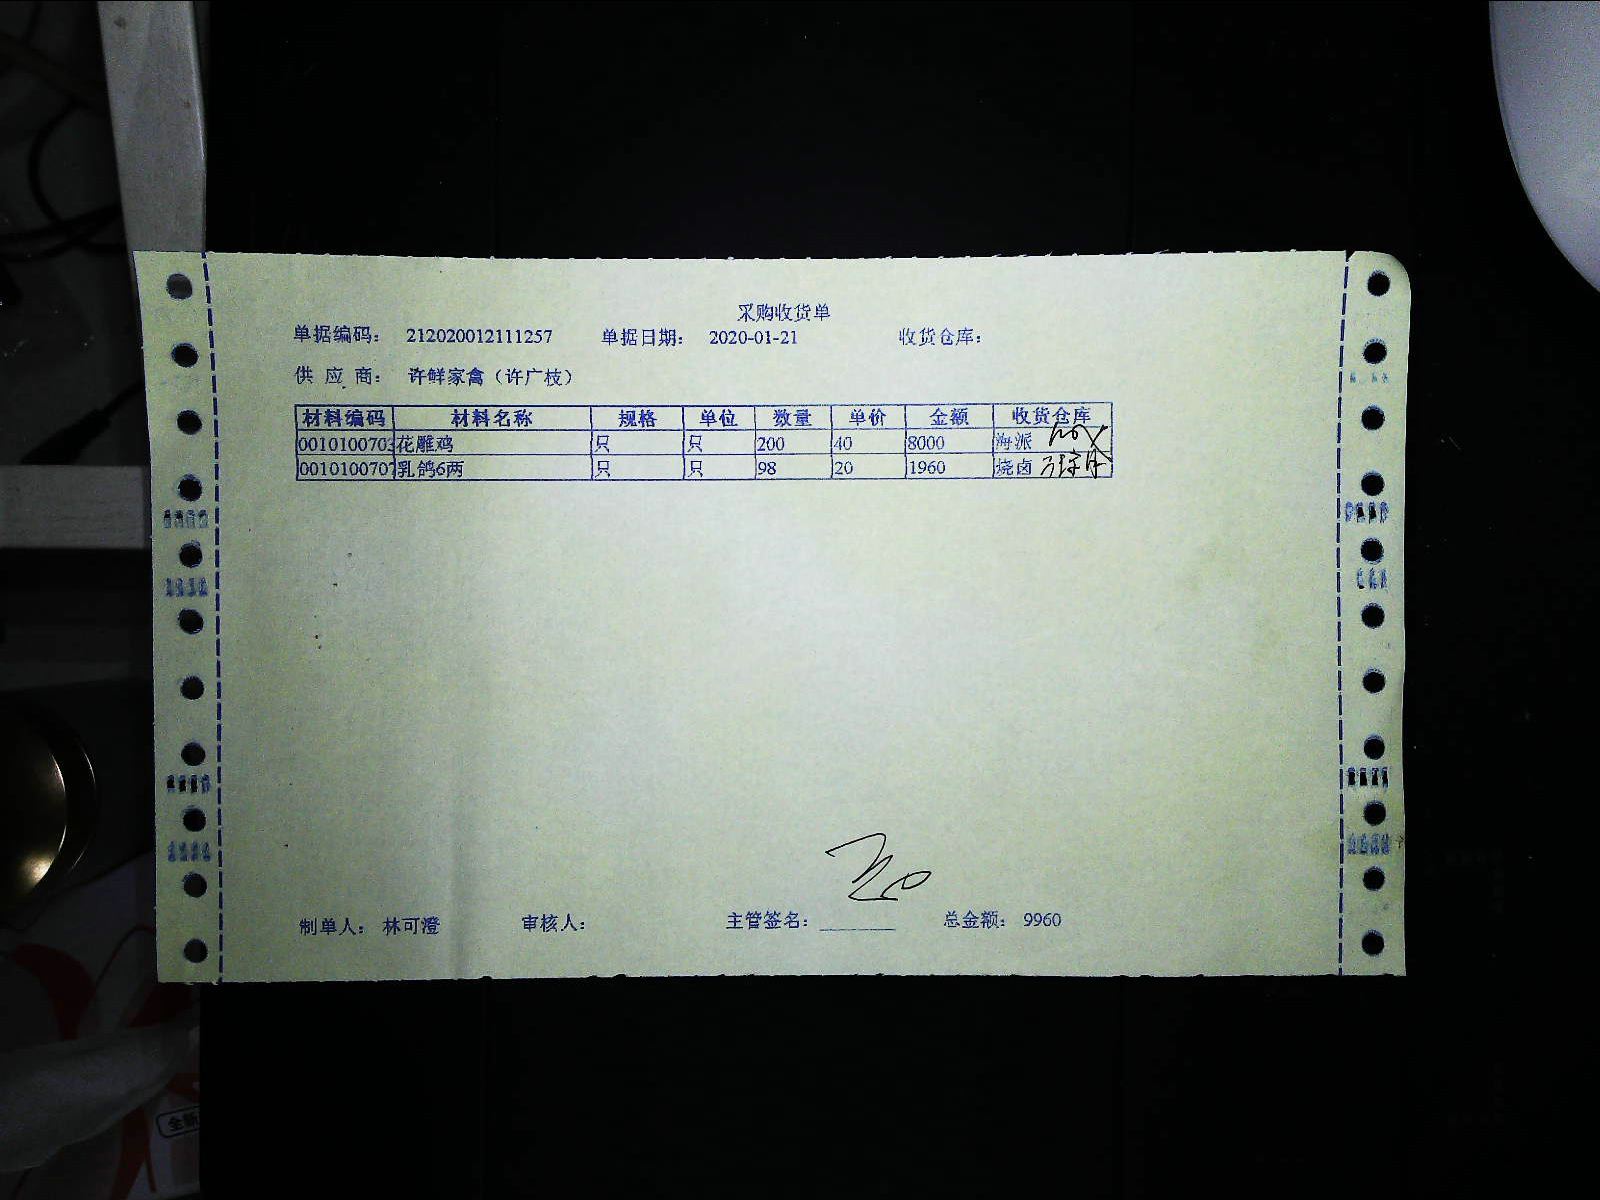 采购收货单
单据编码： 212020012111257 单据日期： 2020-01-21 收货仓库：
供 应 商： 许鲜家禽（许广枝）
材料编码 材料名称 规格 单位 数量 单价 金额 收货仓库
0010100703 花雕鸡 只 只 200 40 8000 海派
0010100707 乳鸽6两 只 只 98 20 1960 烧卤
制单人： 林可澄 审核人： 主管签名： 总金额： 9960
全新